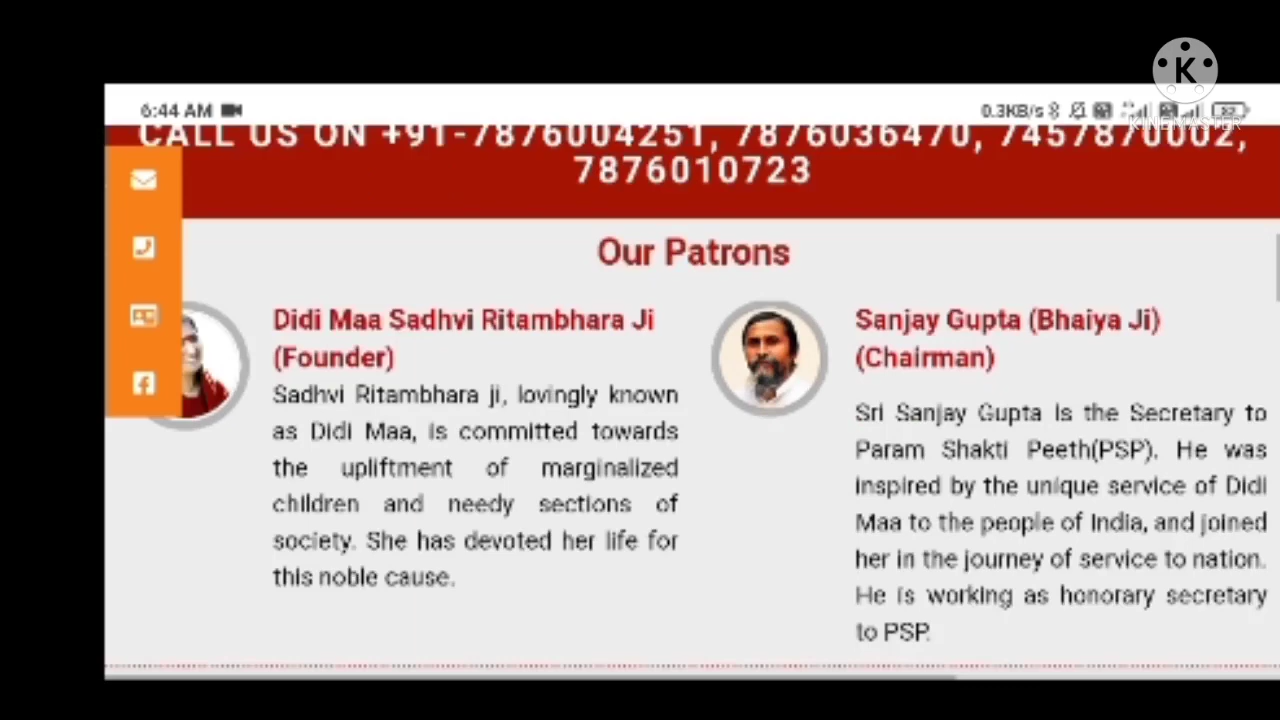 6:44 AM
0.3KB/s
K
KINEMASTER
CALL US ON +91-7876004251, 7876036470, 7457870002,
7876010723
Our Patrons
Didi Maa Sadhvi Ritambhara Ji
(Founder)
Sadhvi Ritambhara ji, lovingly known
as Didi Maa, is committed towards
the upliftment of marginalized
children and needy sections of
society. She has devoted her life for
this noble cause.
Sanjay Gupta (Bhaiya Ji)
(Chairman)
Sri Sanjay Gupta is the Secretary to
Param Shakti Peeth(PSP). He was
inspired by the unique service of Didi
Maa to the people of India, and joined
her in the journey of service to nation.
He is working as honorary secretary
to PSP.